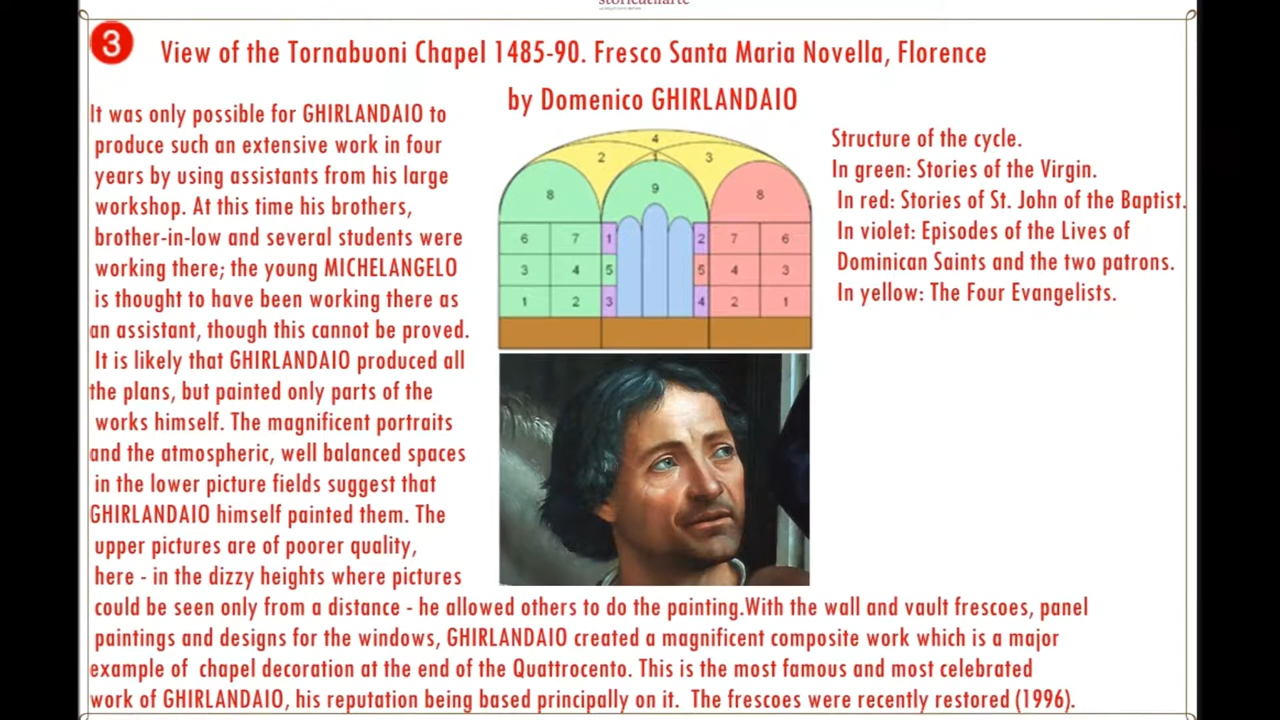 3
View of the Tornabuoni Chapel 1485-90. Fresco Santa Maria Novella, Florence
by Domenico GHIRLANDAIO
It was only possible for GHIRLANDAIO to
produce such an extensive work in four
years by using assistants from his large
workshop. At this time his brothers,
brother-in-low and several students were
working there; the young MICHELANGELO
is thought to have been working there as
an assistant, though this cannot be proved.
It is likely that GHIRLANDAIO produced all
the plans, but painted only parts of the
works himself. The magnificent portraits
and the atmospheric, well balanced spaces
in the lower picture fields suggest that
GHIRLANDAIO himself painted them. The
upper pictures are of poorer quality,
here - in the dizzy heights where pictures
could be seen only from a distance - he allowed others to do the painting.With the wall and vault frescoes, panel
paintings and designs for the windows, GHIRLANDAIO created a magnificent composite work which is a major
example of chapel decoration at the end of the Quattrocento. This is the most famous and most celebrated
work of GHIRLANDAIO, his reputation being based principally on it. The frescoes were recently restored (1996).
4
2 1 3
8 9 8
6 7 1 2 7 6
3 4 5 5 4 3
1 2 3 4 2 1
Structure of the cycle.
In green: Stories of the Virgin.
In red: Stories of St. John of the Baptist.
In violet: Episodes of the Lives of
Dominican Saints and the two patrons.
In yellow: The Four Evangelists.